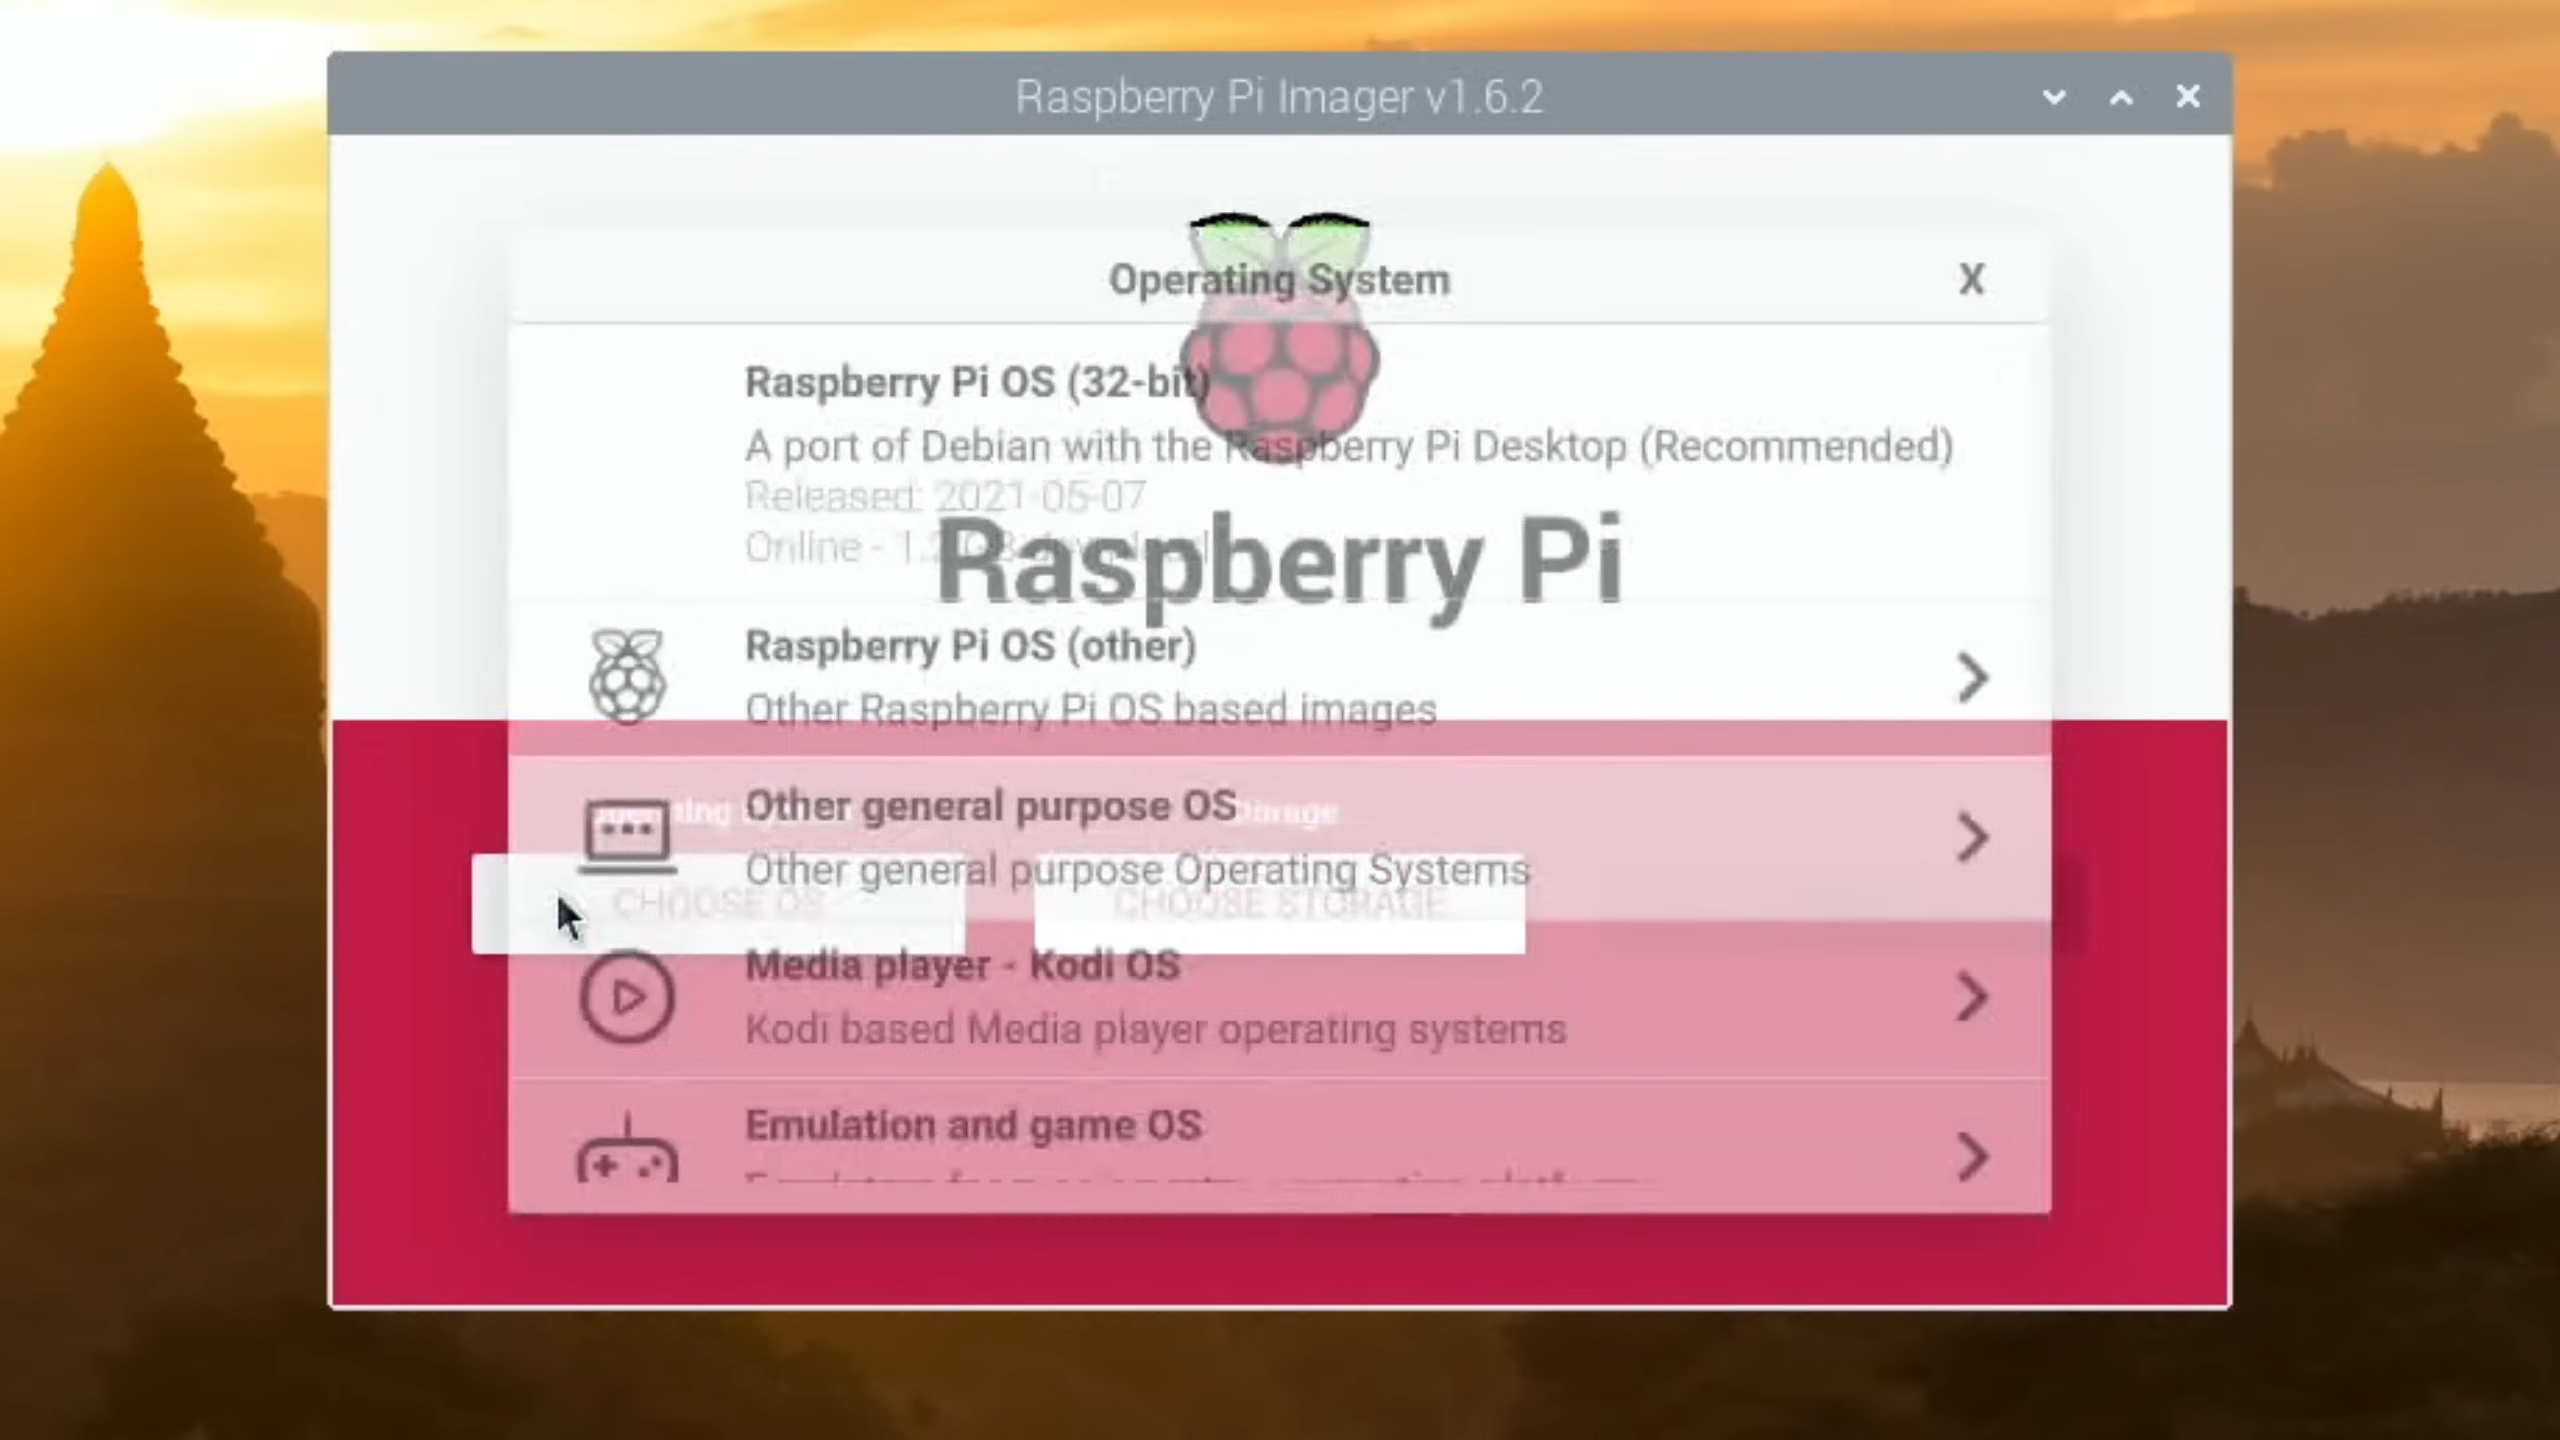 Raspberry Pi Imager v1.6.2
Operating System
X
Raspberry Pi OS (32-bit)
A port of Debian with the Raspberry Pi Desktop (Recommended)
Released: 2021-05-07
Online - 
Raspberry Pi
Raspberry Pi OS (other)
Other Raspberry Pi OS based images
Other general purpose OS
Storage
Other general purpose Operating Systems
CHOOSE OS
CHOOSE STORAGE
Media player - Kodi OS
Kodi based Media player operating systems
Emulation and game OS